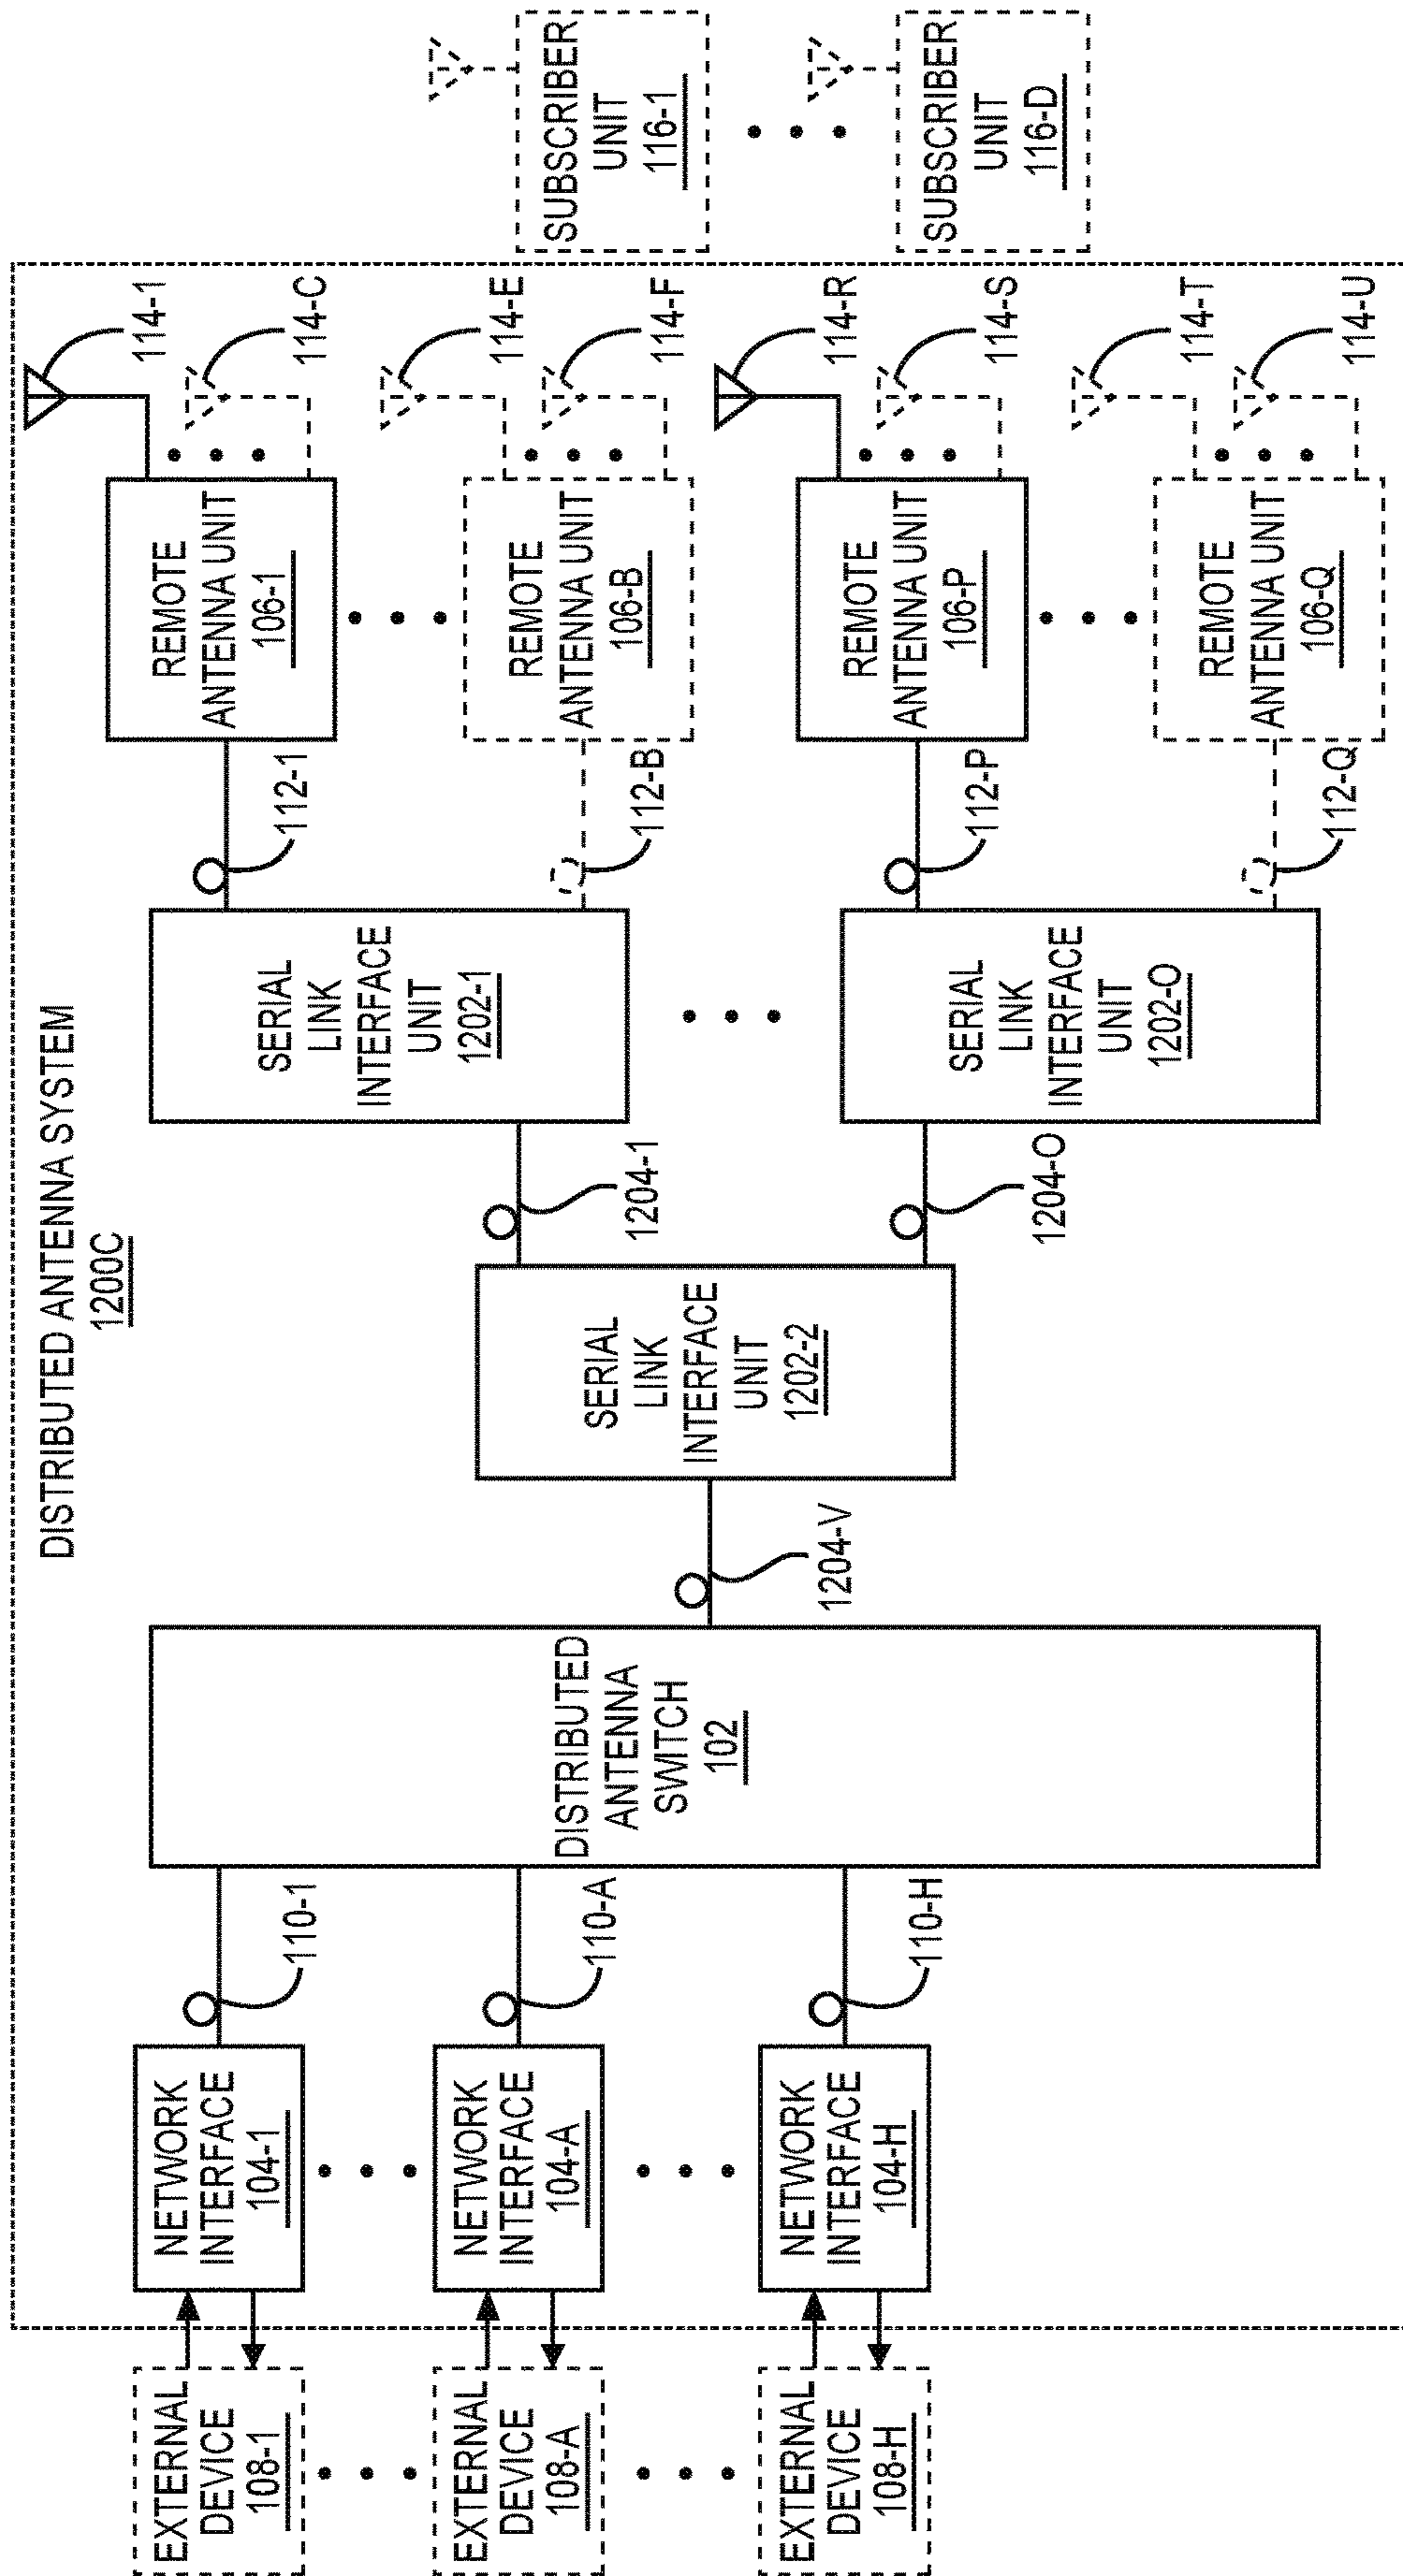 DISTRIBUTED ANTENNA SYSTEM
1200C
EXTERNAL
DEVICE
108-1
EXTERNAL
DEVICE
108-A
EXTERNAL
DEVICE
108-H
NETWORK
INTERFACE
104-1
NETWORK
INTERFACE
104-A
NETWORK
INTERFACE
104-H
110-1
110-A
110-H
DISTRIBUTED
ANTENNA
SWITCH
102
1204-V
SERIAL
LINK
INTERFACE
UNIT
1202-2
1204-1
1204-O
SERIAL
LINK
INTERFACE
UNIT
1202-1
SERIAL
LINK
INTERFACE
UNIT
1202-O
112-1
112-B
112-P
112-Q
REMOTE
ANTENNA UNIT
106-1
REMOTE
ANTENNA UNIT
106-B
REMOTE
ANTENNA UNIT
106-P
REMOTE
ANTENNA UNIT
106-Q
114-1
114-C
114-E
114-F
114-R
114-S
114-T
114-U
SUBSCRIBER
UNIT
116-1
SUBSCRIBER
UNIT
116-D